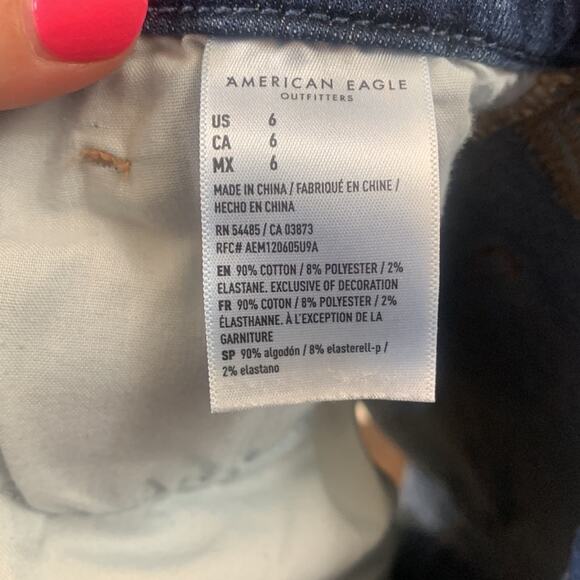 AMERICAN EAGLE
OUTFITTERS
US 6
CA 6
MX 6
MADE IN CHINA / FABRIQUÉ EN CHINE /
HECHO EN CHINA
RN 54485 / CA 03873
RFC# AEM120605U9A
EN 90% COTTON / 8% POLYESTER / 2%
ELASTANE. EXCLUSIVE OF DECORATION
FR 90% COTON / 8% POLYESTER / 2%
ÉLASTHANNE. À L'EXCEPTION DE LA
GARNITURE
SP 90% algodón / 8% elasterell-p /
2% elastano